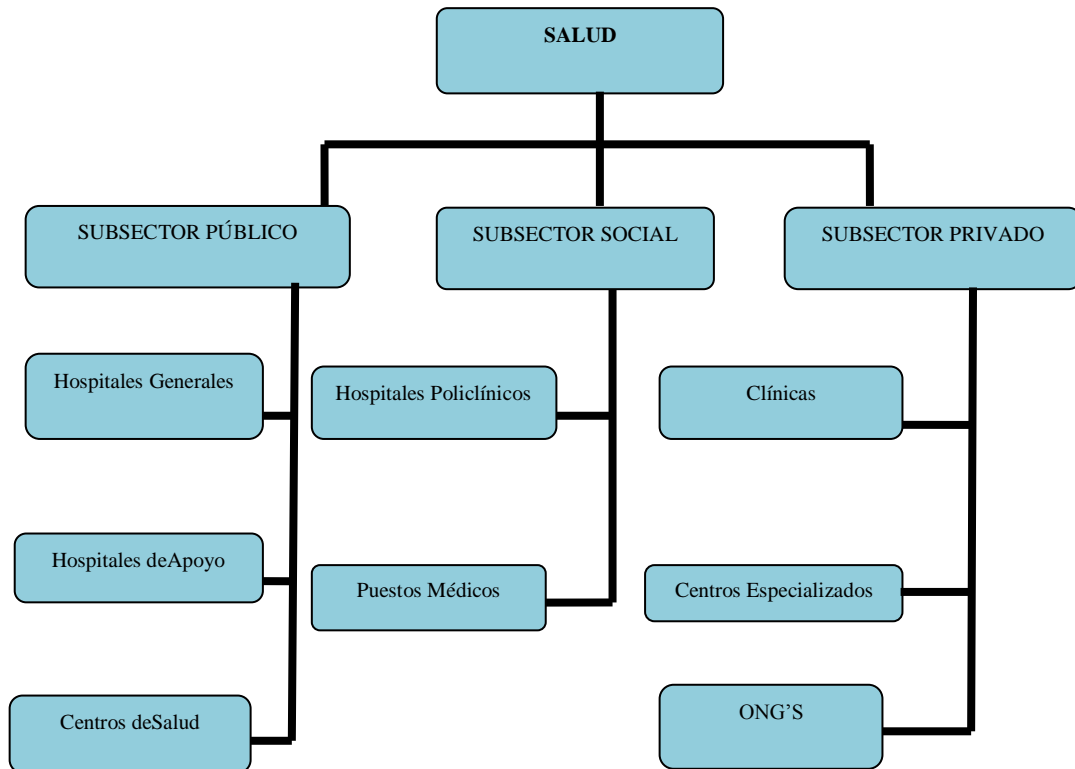 SALUD
SUBSECTOR PÚBLICO
SUBSECTOR SOCIAL
SUBSECTOR PRIVADO
Hospitales Generales
Hospitales Policlínicos
Clínicas
Hospitales deApoyo
Puestos Médicos
Centros Especializados
Centros deSalud
ONG’S